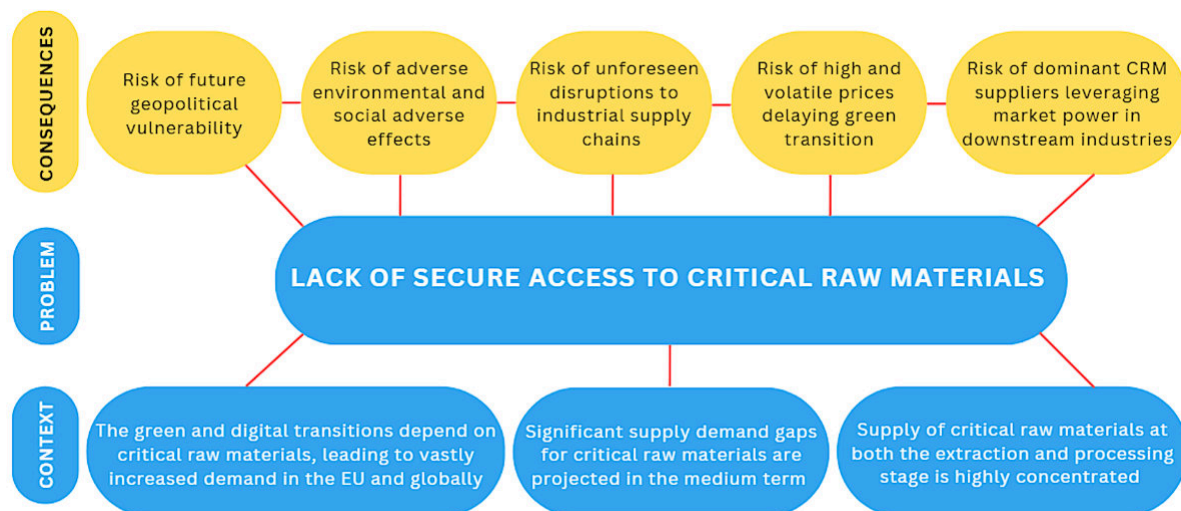 CONSEQUENCES
Risk of future
geopolitical
vulnerability
Risk of adverse
environmental and
social adverse
effects
Risk of unforeseen
disruptions to
industrial supply
chains
Risk of high and
volatile prices
delaying green
transition
Risk of dominant CRM
suppliers leveraging
market power in
downstream industries
PROBLEM
LACK OF SECURE ACCESS TO CRITICAL RAW MATERIALS
CONTEXT
The green and digital transitions depend on
critical raw materials, leading to vastly
increased demand in the EU and globally
Significant supply demand gaps
for critical raw materials are
projected in the medium term
Supply of critical raw materials at
both the extraction and processing
stage is highly concentrated